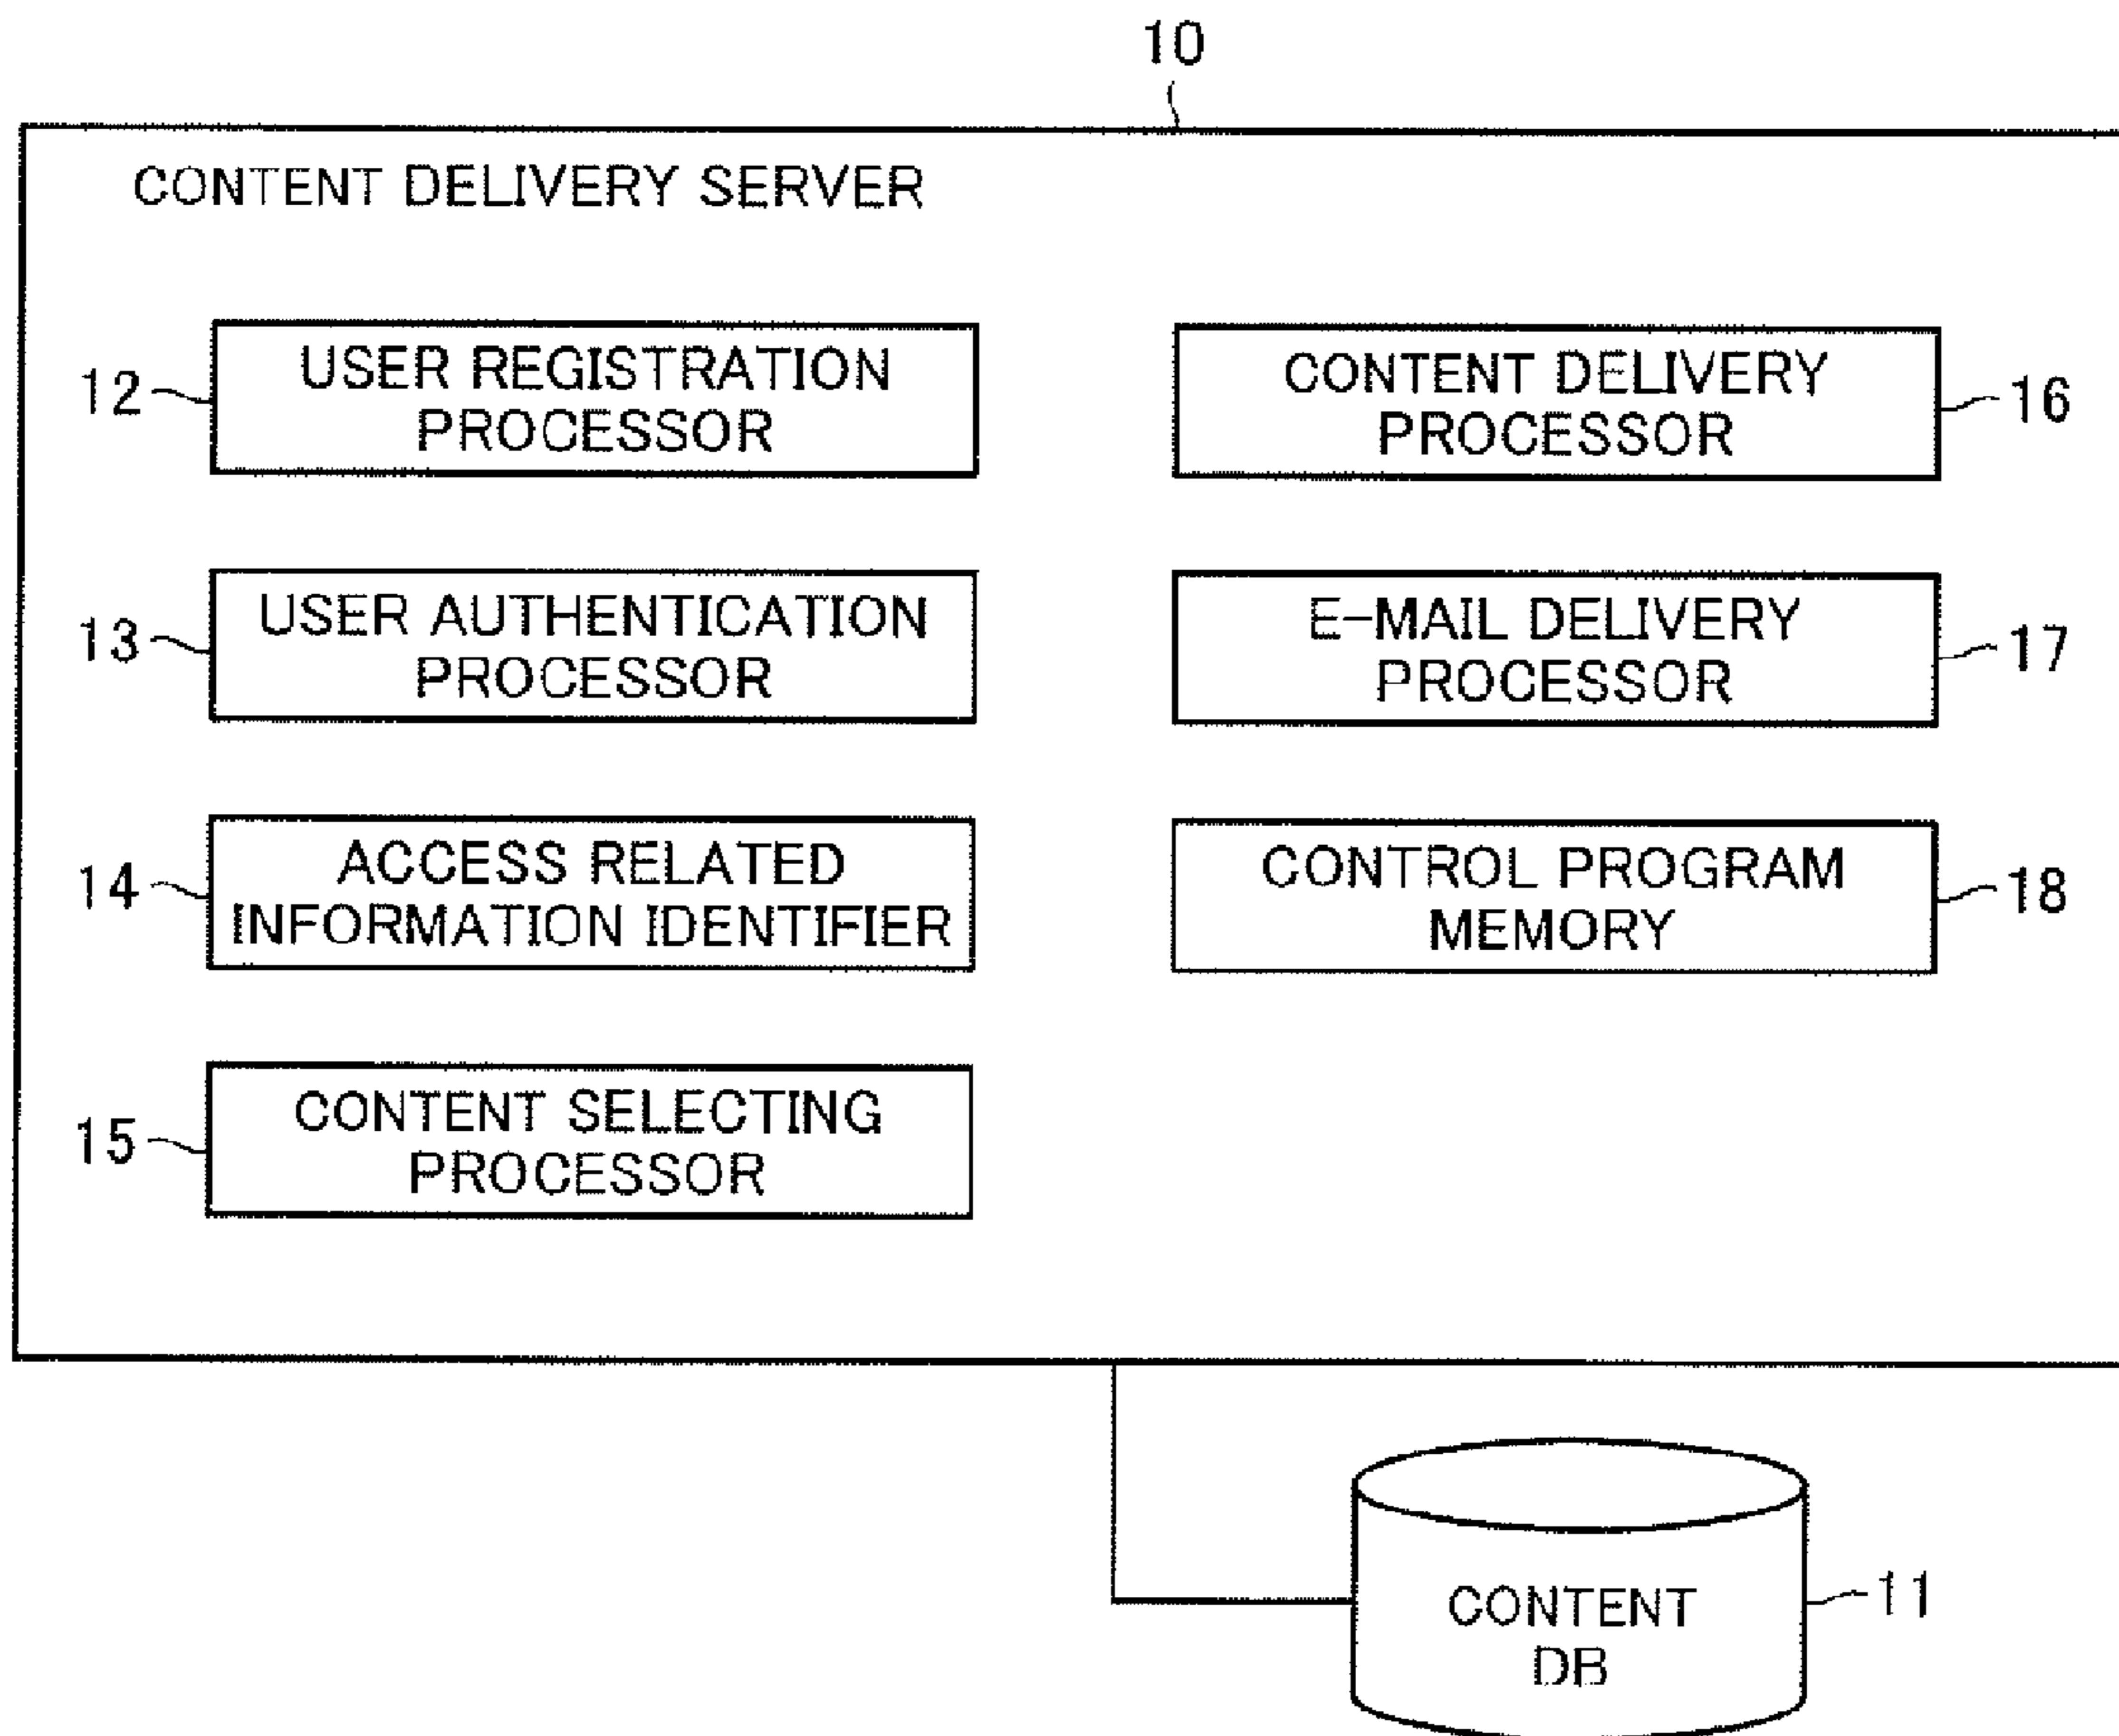 10
CONTENT DELIVERY SERVER
12
USER REGISTRATION
PROCESSOR
CONTENT DELIVERY
PROCESSOR
16
13
USER AUTHENTICATION
PROCESSOR
E-MAIL DELIVERY
PROCESSOR
17
14
ACCESS RELATED
INFORMATION IDENTIFIER
CONTROL PROGRAM
MEMORY
18
15
CONTENT SELECTING
PROCESSOR
CONTENT
DB
11